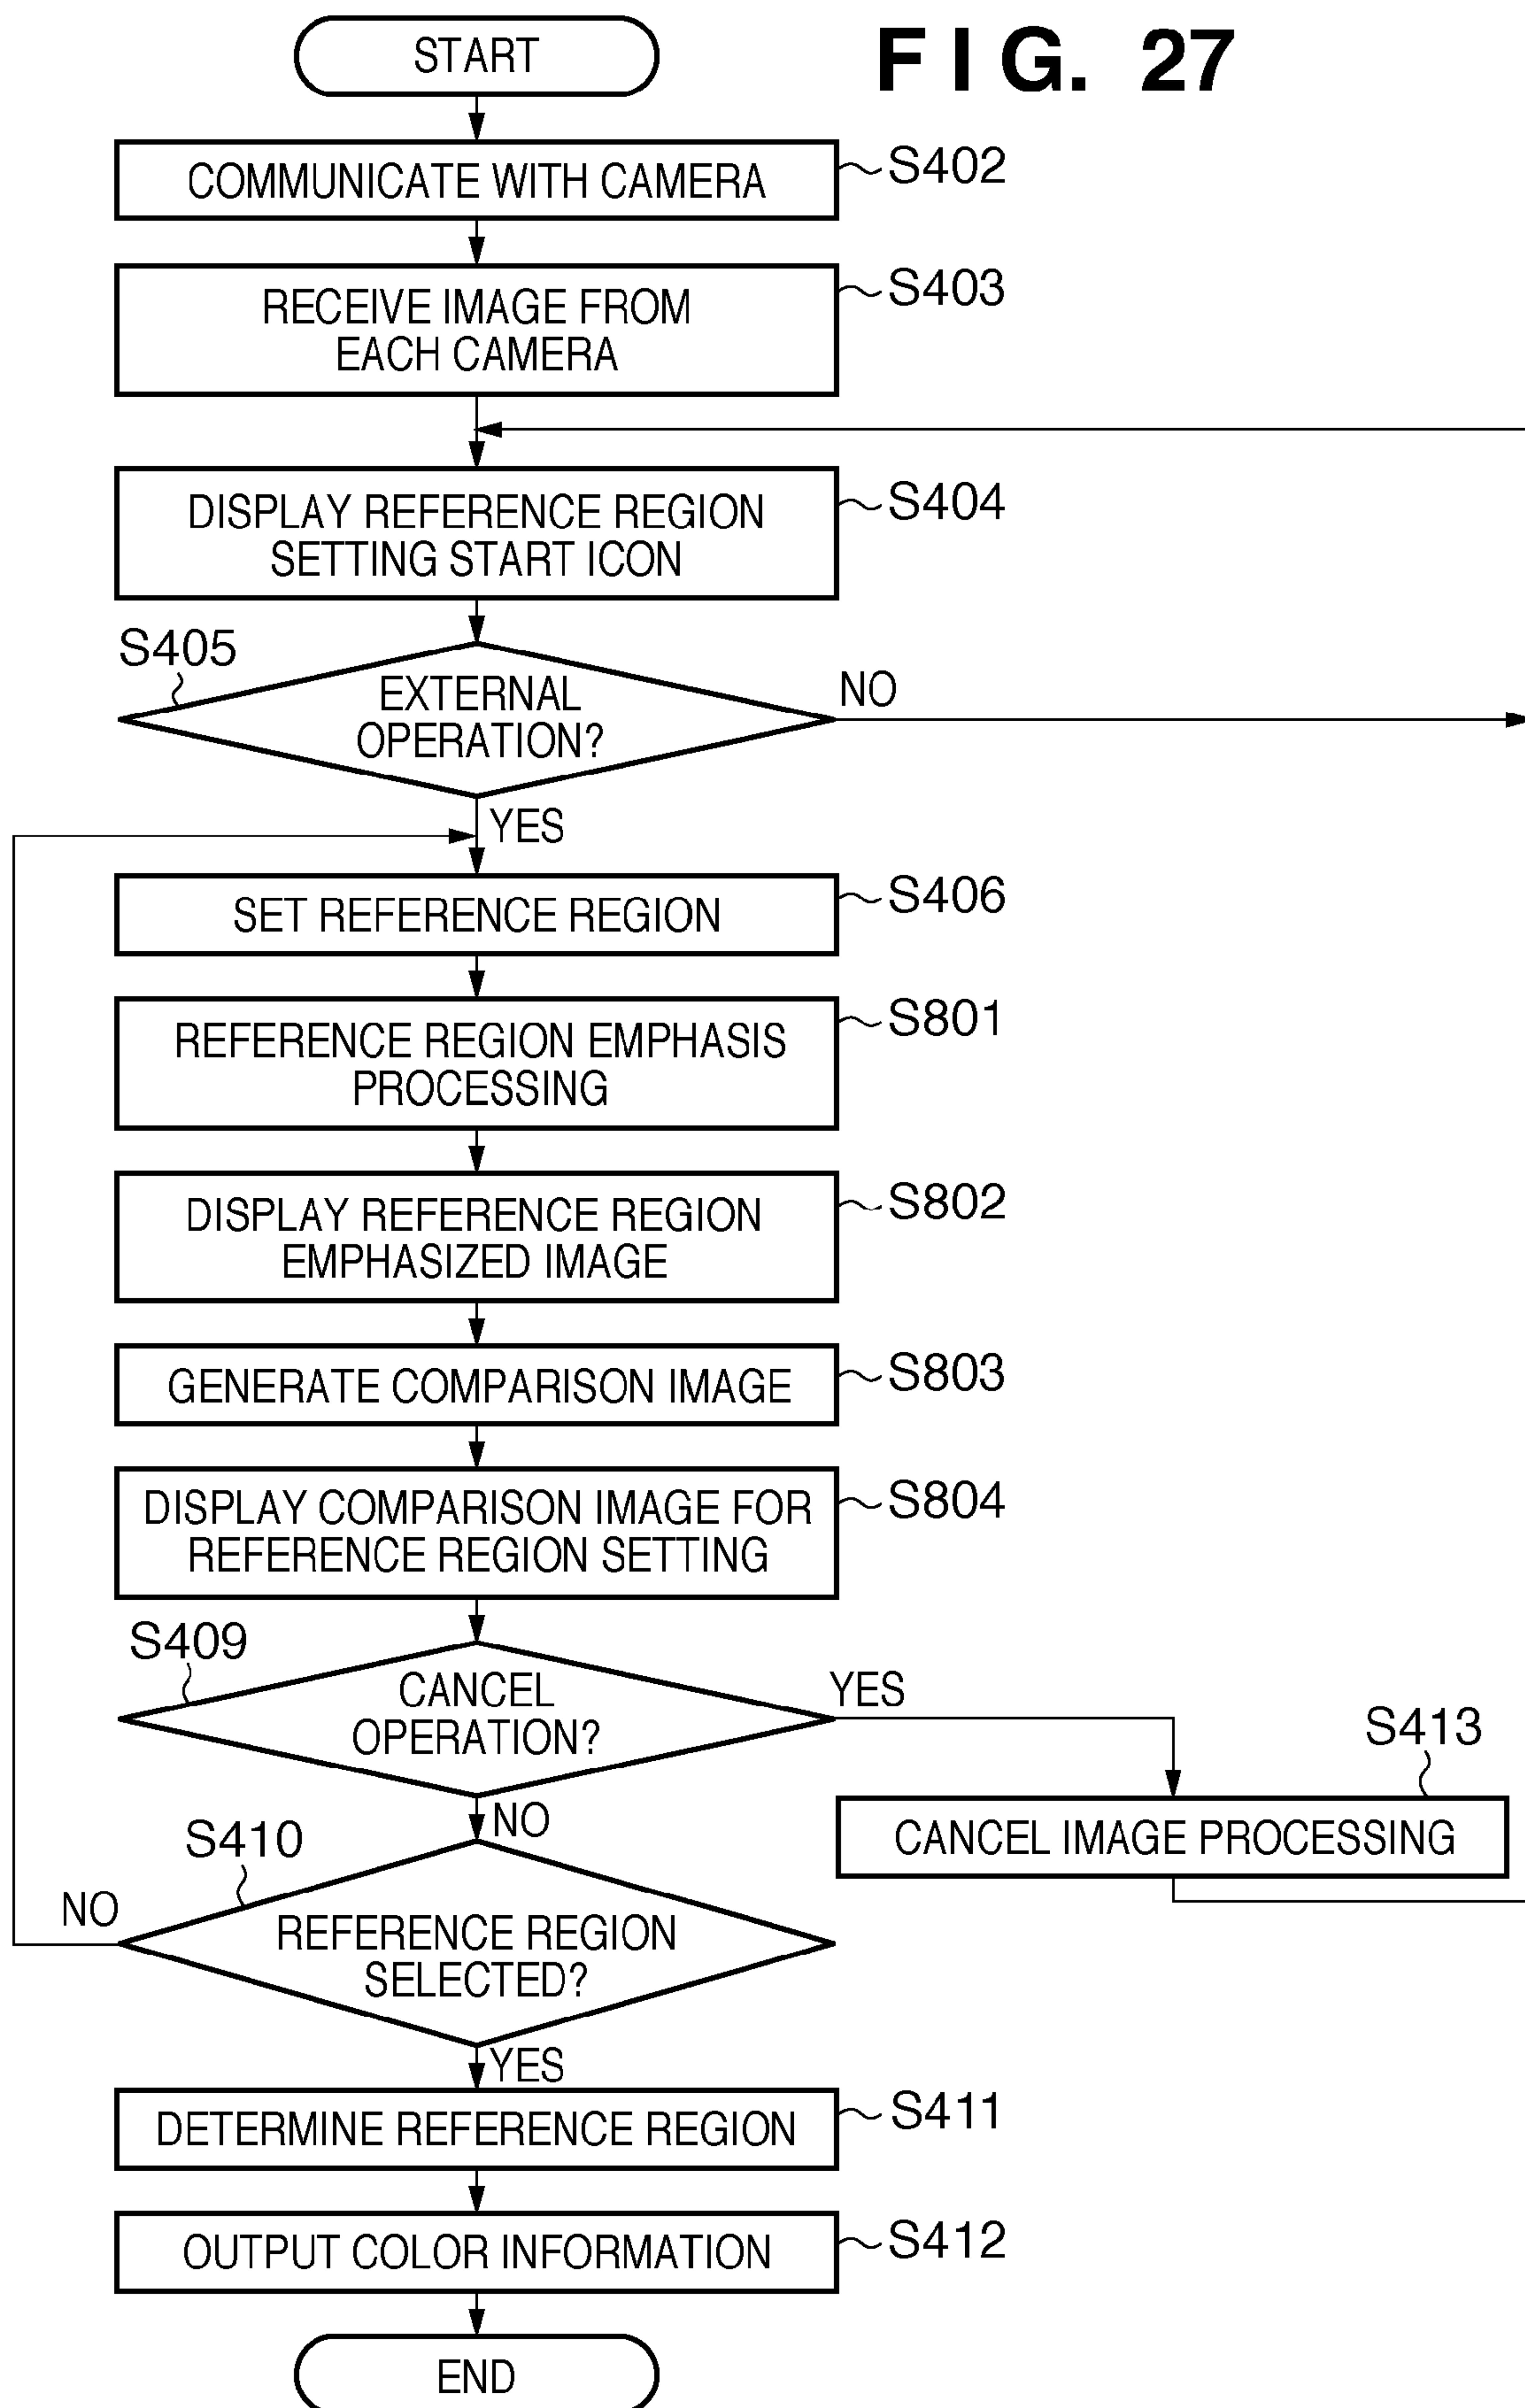 FIG. 27
START
COMMUNICATE WITH CAMERA
S402
RECEIVE IMAGE FROM
EACH CAMERA
S403
DISPLAY REFERENCE REGION
SETTING START ICON
S404
S405
EXTERNAL
OPERATION?
NO
YES
SET REFERENCE REGION
S406
REFERENCE REGION EMPHASIS
PROCESSING
S801
DISPLAY REFERENCE REGION
EMPHASIZED IMAGE
S802
GENERATE COMPARISON IMAGE
S803
DISPLAY COMPARISON IMAGE FOR
REFERENCE REGION SETTING
S804
S409
CANCEL
OPERATION?
YES
S413
CANCEL IMAGE PROCESSING
NO
S410
NO
REFERENCE REGION
SELECTED?
YES
DETERMINE REFERENCE REGION
S411
OUTPUT COLOR INFORMATION
S412
END